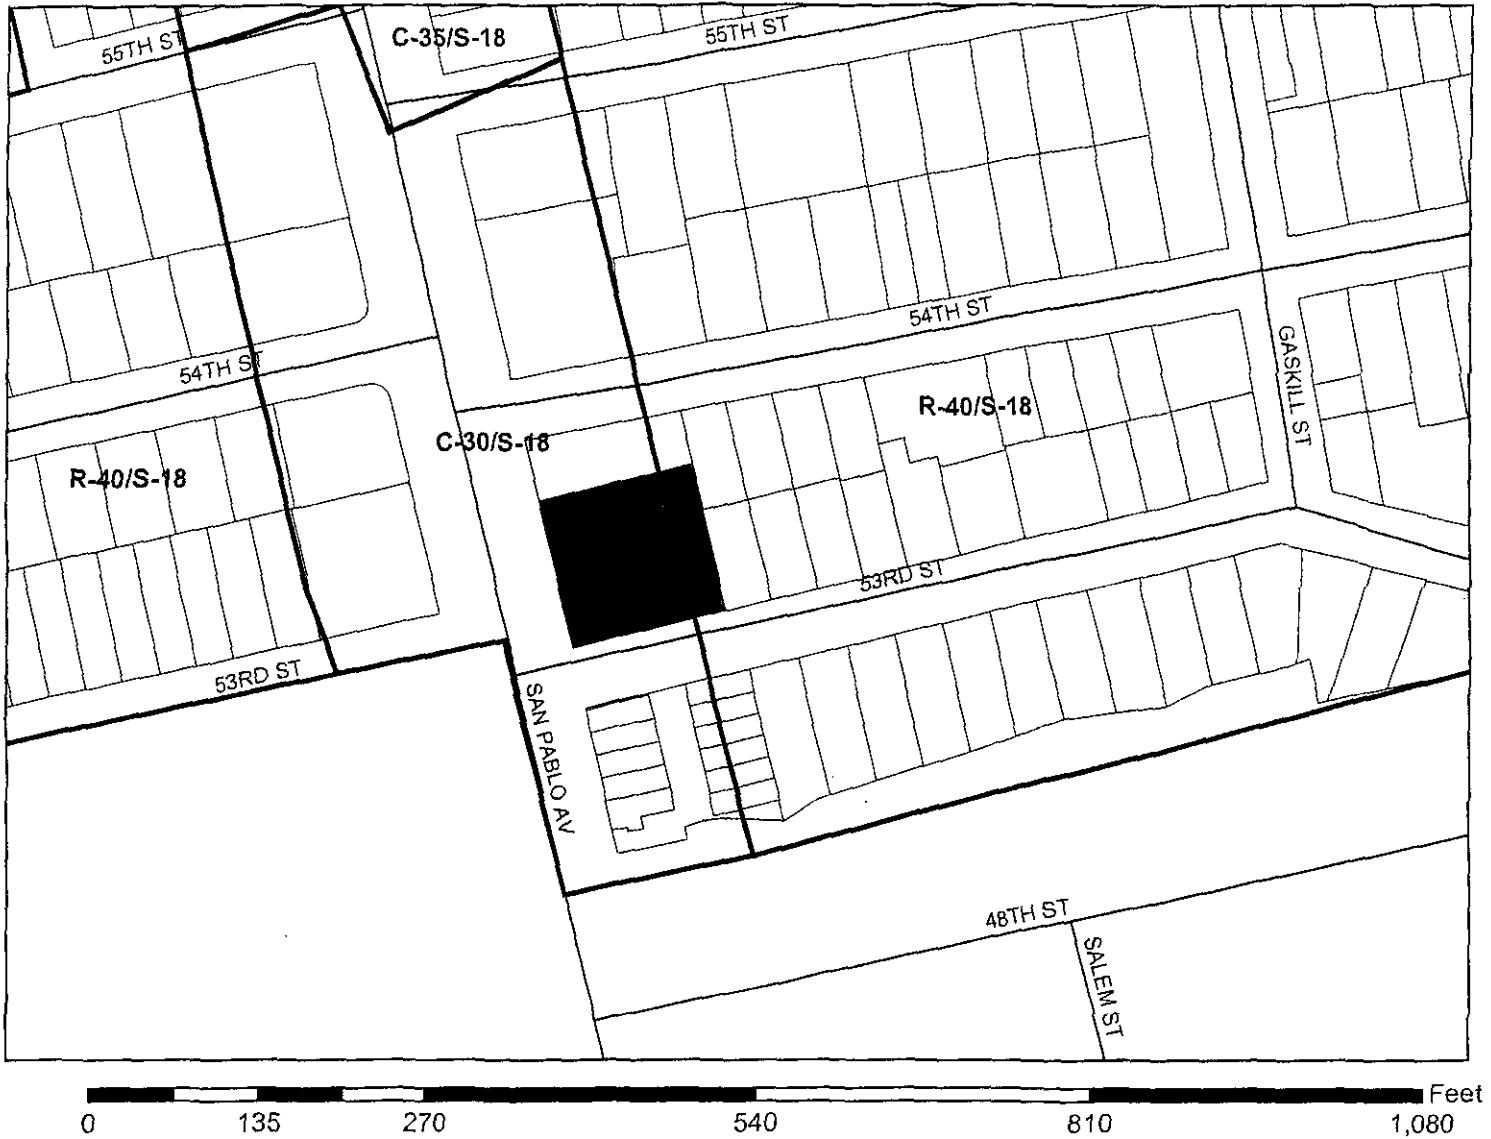 C-35/S-18
55TH ST
55TH ST
54TH ST
54TH ST
GASKILL ST
R-40/S-18
C-30/S-18
R-40/S-18
53RD ST
53RD ST
SAN PABLO AV
48TH ST
SALEM ST
Feet
0 135 270 540 810 1,080